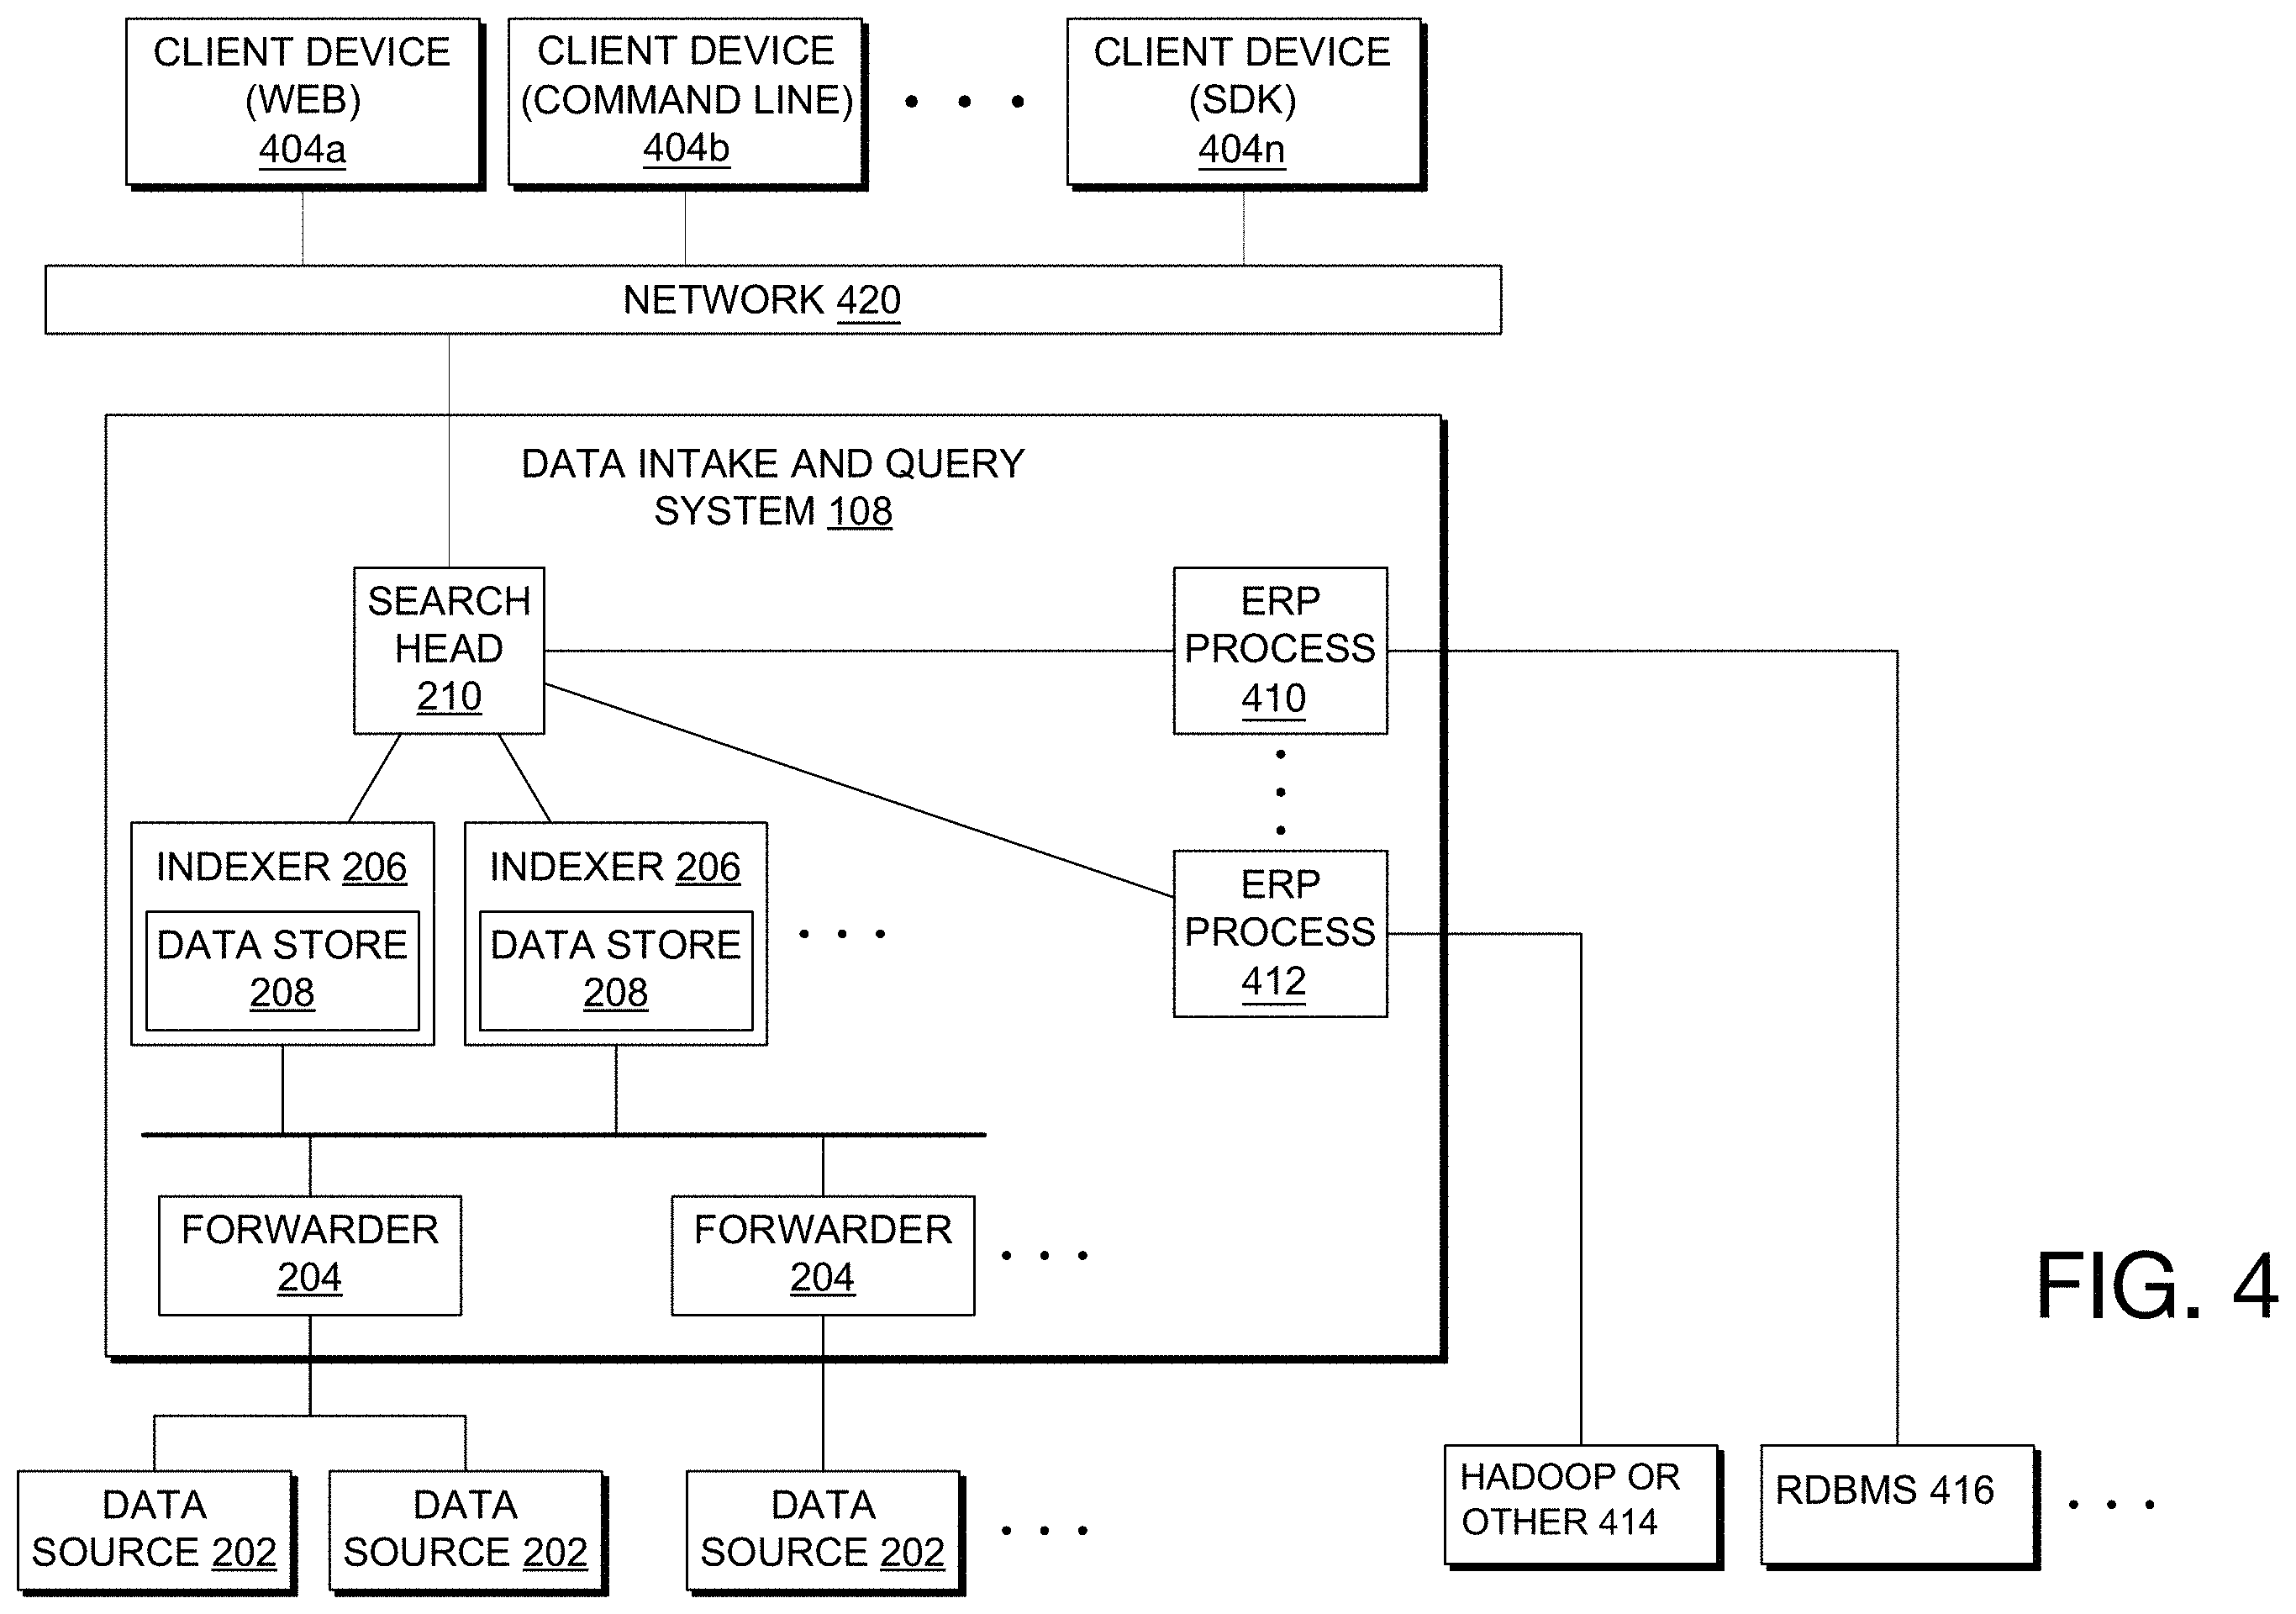 CLIENT DEVICE
(WEB)
404a
CLIENT DEVICE
(COMMAND LINE)
404b
CLIENT DEVICE
(SDK)
404n
NETWORK 420
DATA INTAKE AND QUERY
SYSTEM 108
SEARCH
HEAD
210
ERP
PROCESS
410
INDEXER 206
DATA STORE
208
INDEXER 206
DATA STORE
208
ERP
PROCESS
412
FORWARDER
204
FORWARDER
204
FIG. 4
DATA
SOURCE 202
DATA
SOURCE 202
DATA
SOURCE 202
HADOOP OR
OTHER 414
RDBMS 416